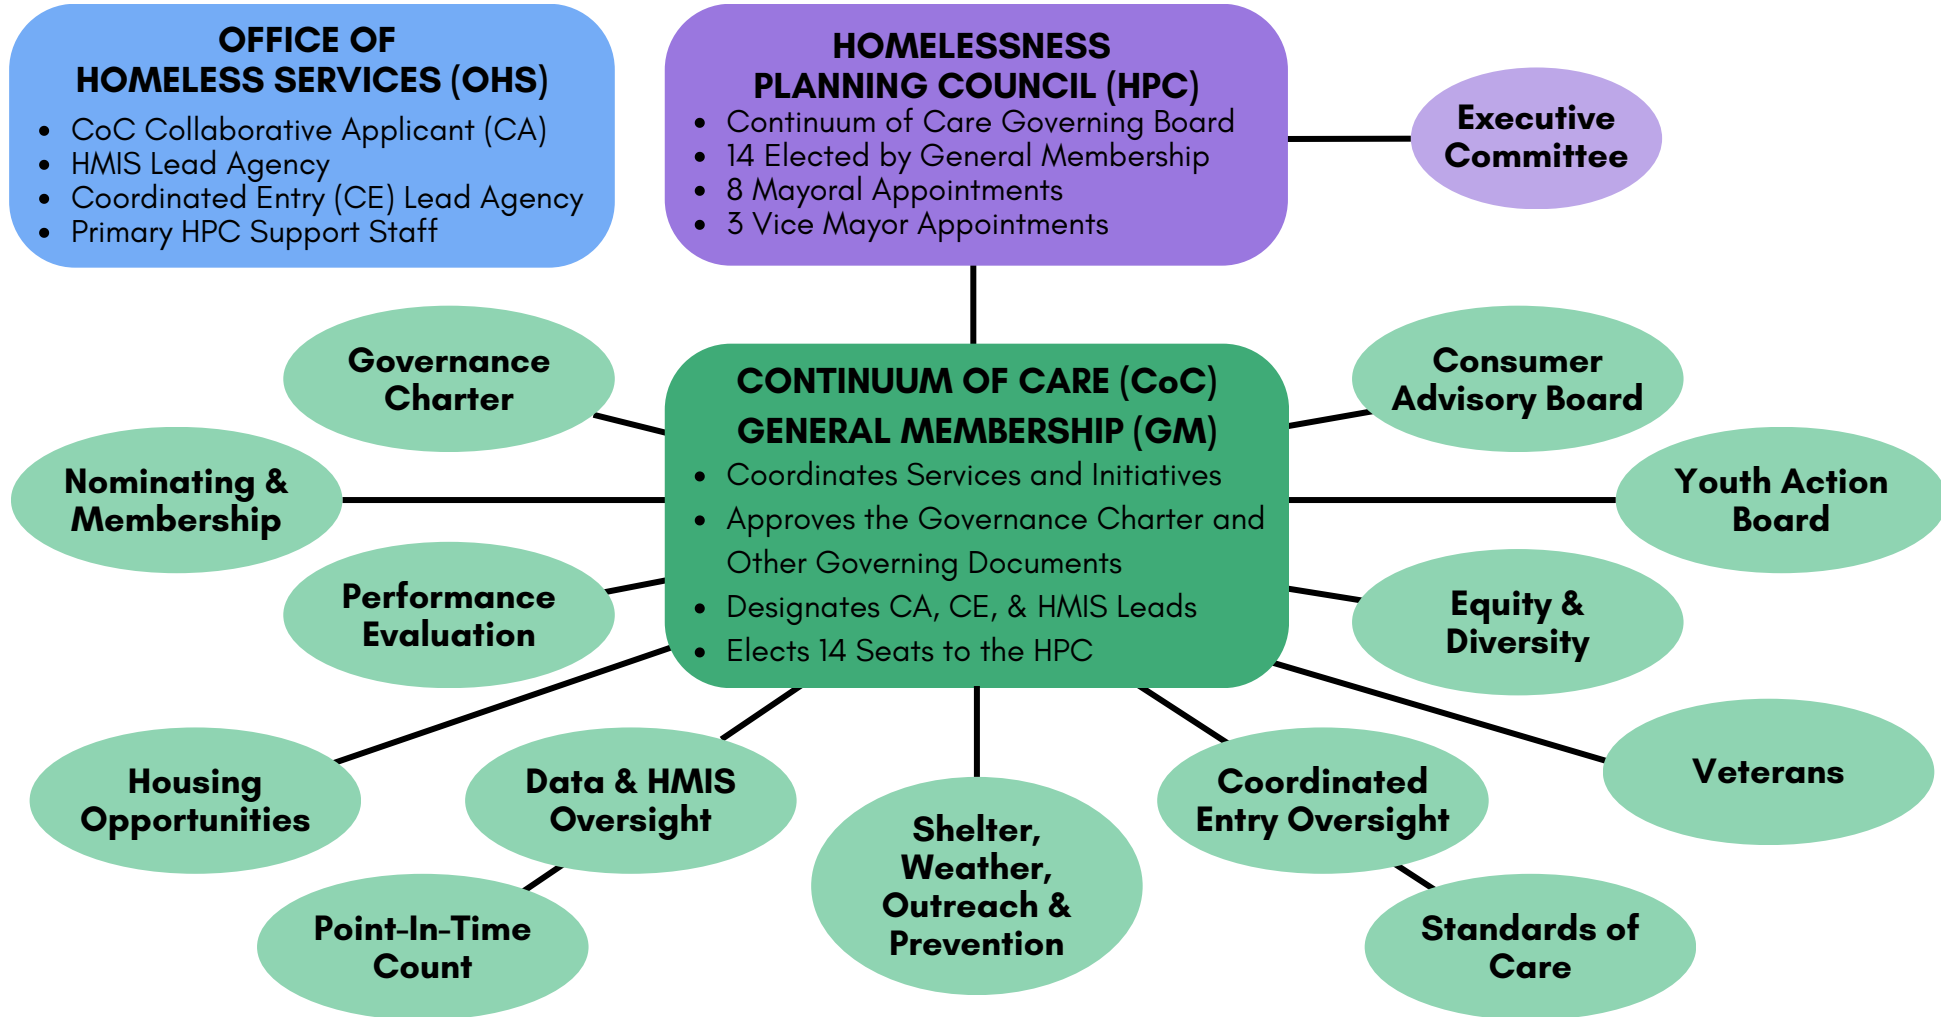 OFFICE OF
HOMELESS SERVICES (OHS)
• CoC Collaborative Applicant (CA)
• HMIS Lead Agency
• Coordinated Entry (CE) Lead Agency
• Primary HPC Support Staff
HOMELESSNESS
PLANNING COUNCIL (HPC)
• Continuum of Care Governing Board
• 14 Elected by General Membership
• 8 Mayoral Appointments
• 3 Vice Mayor Appointments
Executive
Committee
Governance
Charter
Nominating &
Membership
Performance
Evaluation
CONTINUUM OF CARE (CoC)
GENERAL MEMBERSHIP (GM)
• Coordinates Services and Initiatives
• Approves the Governance Charter and
Other Governing Documents
• Designates CA, CE, & HMIS Leads
• Elects 14 Seats to the HPC
Consumer
Advisory Board
Youth Action
Board
Equity &
Diversity
Housing
Opportunities
Data & HMIS
Oversight
Shelter,
Weather,
Outreach &
Prevention
Coordinated
Entry Oversight
Veterans
Point-In-Time
Count
Standards of
Care